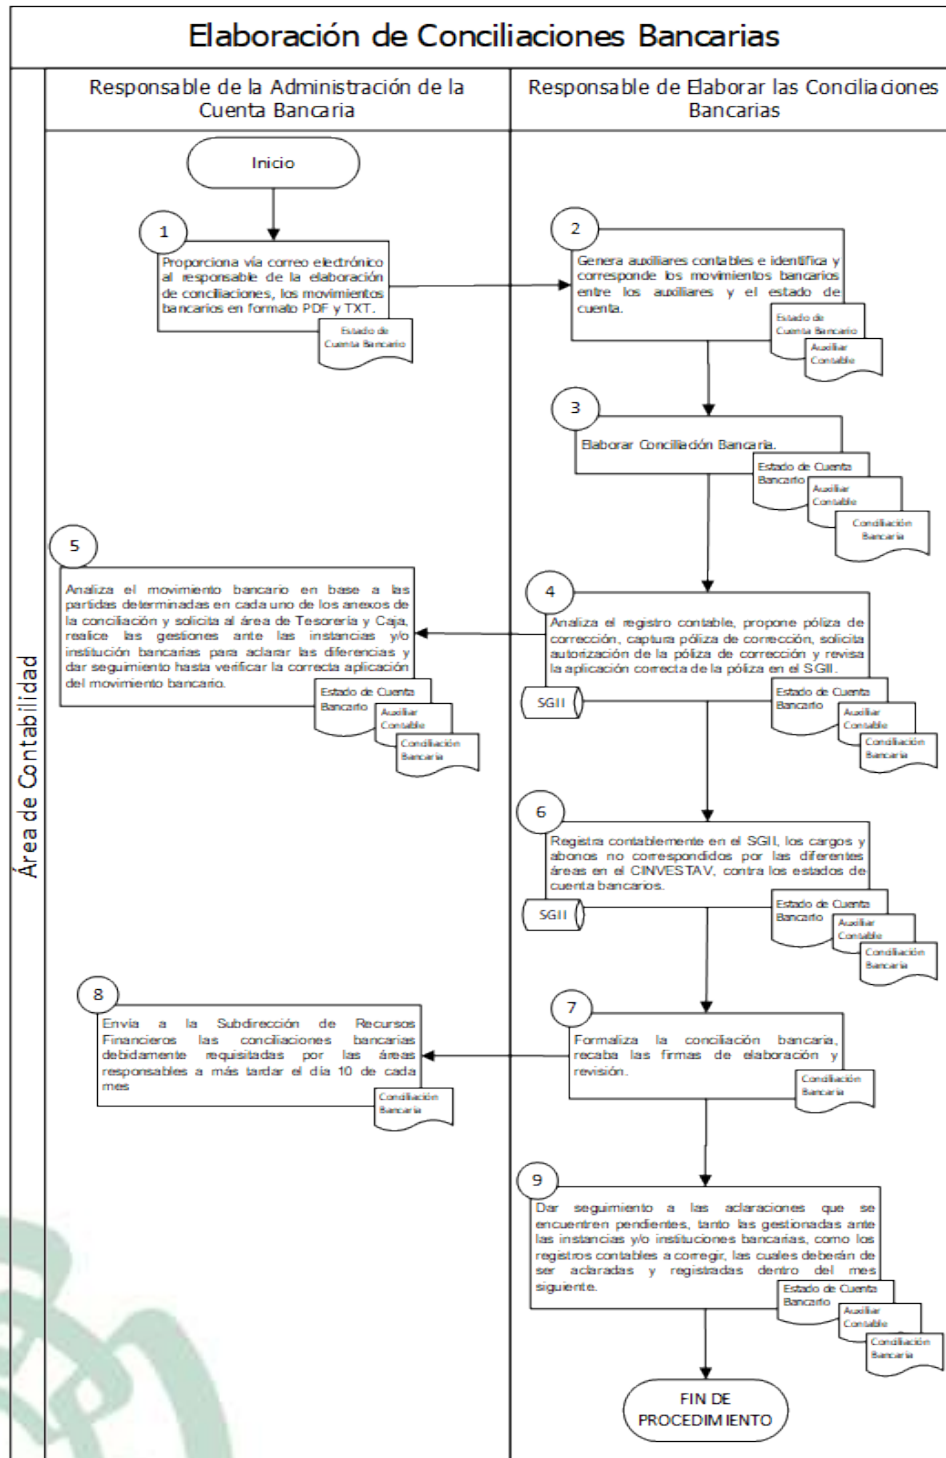 Elaboración de Conciliaciones Bancarias
Área de Contabilidad
Responsable de la Administración de la
Cuenta Bancaria
Responsable de Elaborar las Conciliaciones
Bancarias
Inicio
1
Proporciona vía correo electrónico
al responsable de la elaboración
de conciliaciones, los movimientos
bancarios en formato PDF y TXT.
Estado de
Cuenta Bancario
2
Genera auxiliares contables e identifica y
corresponde los movimientos bancarios
entre los auxiliares y el estado de
cuenta.
Estado de
Cuenta Bancario
Auxiliar
Contable
3
Elaborar Conciliación Bancaria.
Estado de Cuenta
Bancario
Auxiliar
Contable
Conciliación
Bancaria
4
Analiza el registro contable, propone póliza de
corrección, captura póliza de corrección, solicita
autorización de la póliza de corrección y revisa
la aplicación correcta de la póliza en el SGII.
SGII
Estado de Cuenta
Bancario
Auxiliar
Contable
Conciliación
Bancaria
5
Analiza el movimiento bancario en base a las
partidas determinadas en cada uno de los anexos de
la conciliación y solicita al área de Tesorería y Caja,
realice las gestiones ante las instancias y/o
institución bancarias para aclarar las diferencias y
dar seguimiento hasta verificar la correcta aplicación
del movimiento bancario.
Estado de Cuenta
Bancario
Auxiliar
Contable
Conciliación
Bancaria
6
Registra contablemente en el SGII, los cargos y
abonos no correspondidos por las diferentes
áreas en el CINVESTAV, contra los estados de
cuenta bancarios.
SGII
Estado de Cuenta
Bancario
Auxiliar
Contable
Conciliación
Bancaria
7
Formaliza la conciliación bancaria,
recaba las firmas de elaboración y
revisión.
Conciliación
Bancaria
8
Envía a la Subdirección de Recursos
Financieros las conciliaciones bancarias
debidamente requisitadas por las áreas
responsables a más tardar el día 10 de cada
mes
Conciliación
Bancaria
9
Dar seguimiento a las aclaraciones que se
encuentren pendientes, tanto las gestionadas ante
las instancias y/o instituciones bancarias, como los
registros contables a corregir, las cuales deberán de
ser aclaradas y registradas dentro del mes
siguiente.
Estado de Cuenta
Bancario
Auxiliar
Contable
Conciliación
Bancaria
FIN DE
PROCEDIMIENTO